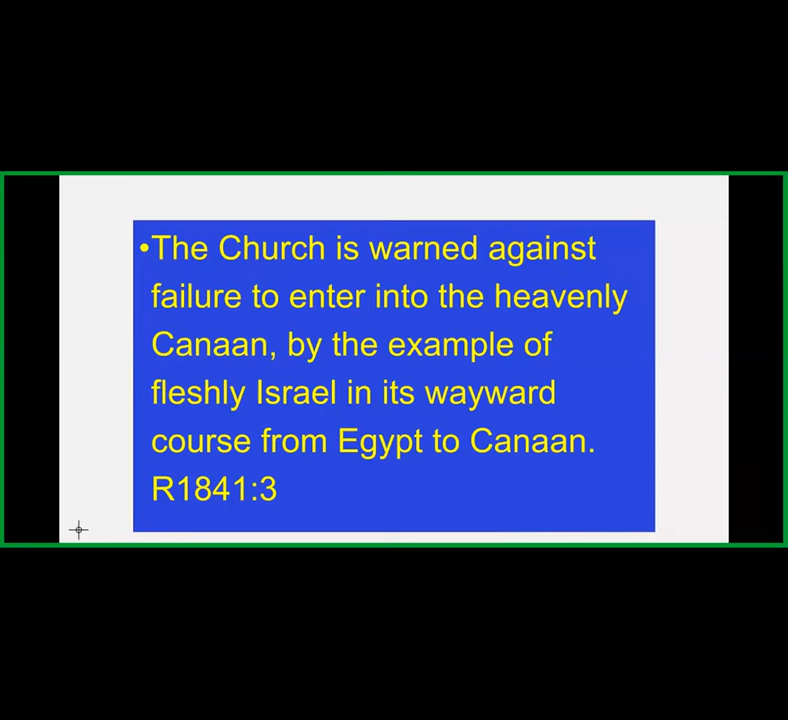 •The Church is warned against
failure to enter into the heavenly
Canaan, by the example of
fleshly Israel in its wayward
course from Egypt to Canaan.
R1841:3